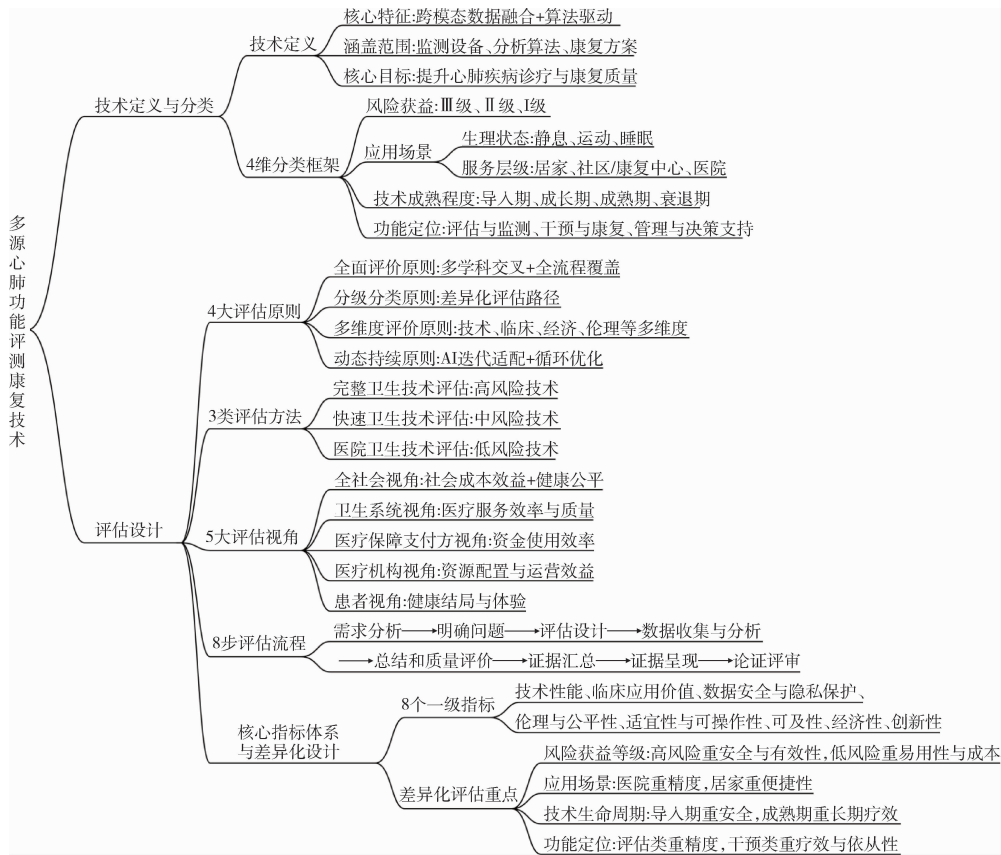 多源心肺功能评测康复技术
技术定义与分类
技术定义
核心特征:跨模态数据融合+算法驱动
涵盖范围:监测设备、分析算法、康复方案
核心目标:提升心肺疾病诊疗与康复质量
4维分类框架
风险获益:Ⅲ级、Ⅱ级、I级
应用场景
生理状态:静息、运动、睡眠
服务层级:居家、社区/康复中心、医院
技术成熟程度:导入期、成长期、成熟期、衰退期
功能定位:评估与监测、干预与康复、管理与决策支持
评估设计
4大评估原则
全面评价原则:多学科交叉+全流程覆盖
分级分类原则:差异化评估路径
多维度评价原则:技术、临床、经济、伦理等多维度
动态持续原则:AI迭代适配+循环优化
3类评估方法
完整卫生技术评估:高风险技术
快速卫生技术评估:中风险技术
医院卫生技术评估:低风险技术
5大评估视角
全社会视角:社会成本效益+健康公平
卫生系统视角:医疗服务效率与质量
医疗保障支付方视角:资金使用效率
医疗机构视角:资源配置与运营效益
患者视角:健康结局与体验
8步评估流程
需求分析→明确问题→评估设计→数据收集与分析
→总结和质量评价→证据汇总→证据呈现→论证评审
核心指标体系
与差异化设计
8个一级指标
技术性能、临床应用价值、数据安全与隐私保护、
伦理与公平性、适宜性与可操作性、可及性、经济性、创新性
差异化评估重点
风险获益等级:高风险重安全与有效性,低风险重易用性与成本
应用场景:医院重精度,居家重便捷性
技术生命周期:导入期重安全,成熟期重长期疗效
功能定位:评估类重精度,干预类重疗效与依从性